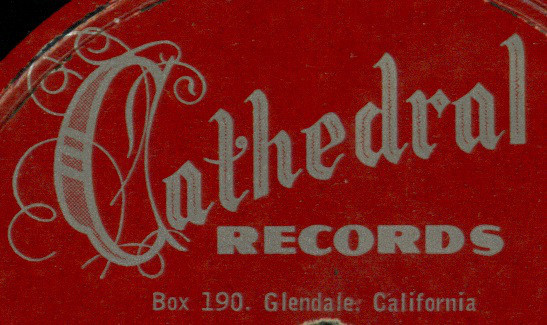 Cathedral
RECORDS
Box 190. Glendale. California